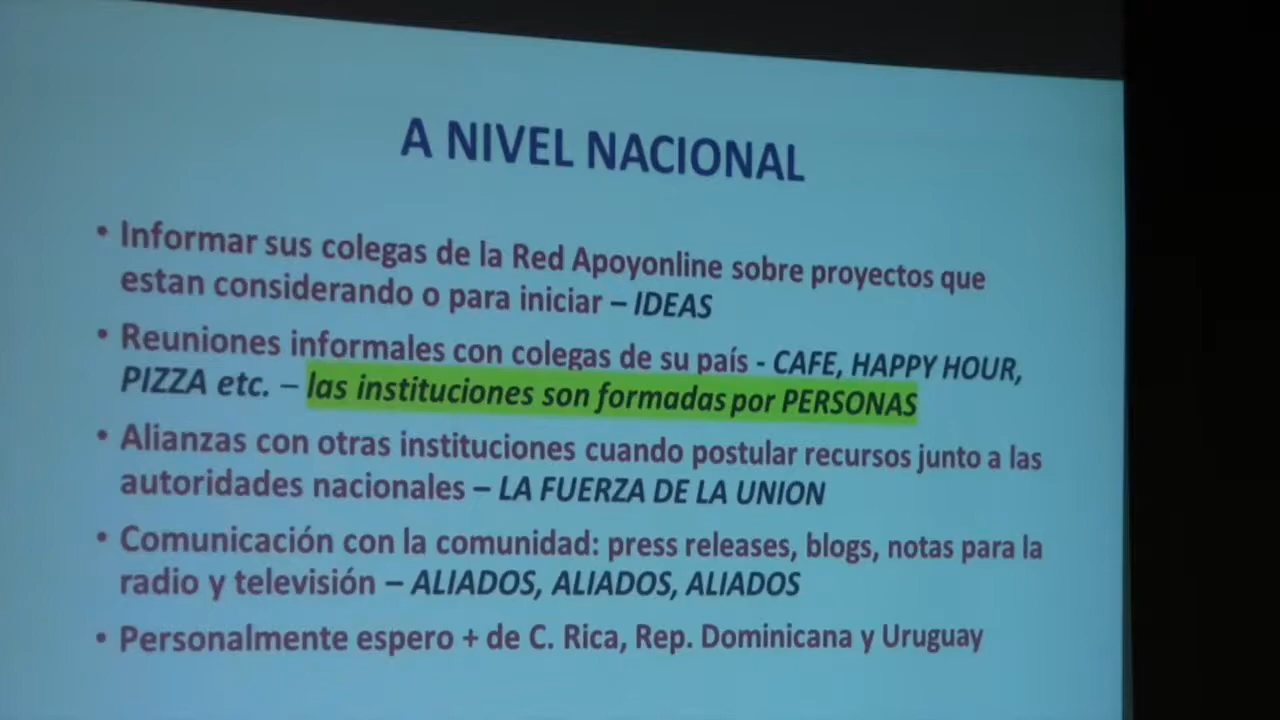 A NIVEL NACIONAL
• Informar sus colegas de la Red Apoyonline sobre proyectos que
estan considerando o para iniciar – IDEAS
• Reuniones informales con colegas de su país - CAFE, HAPPY HOUR,
PIZZA etc. – las instituciones son formadas por PERSONAS
• Alianzas con otras instituciones cuando postular recursos junto a las
autoridades nacionales – LA FUERZA DE LA UNION
• Comunicación con la comunidad: press releases, blogs, notas para la
radio y televisión – ALIADOS, ALIADOS, ALIADOS
• Personalmente espero + de C. Rica, Rep. Dominicana y Uruguay